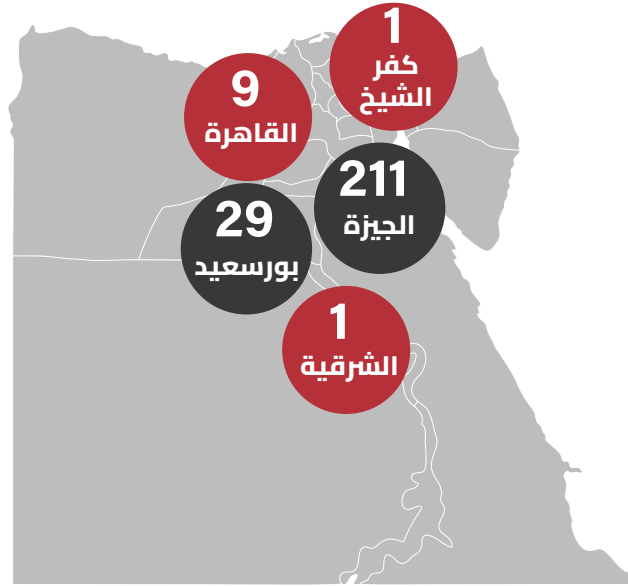 1
كفر
الشيخ
9
القاهرة
211
الجيزة
29
بورسعيد
1
الشرقية